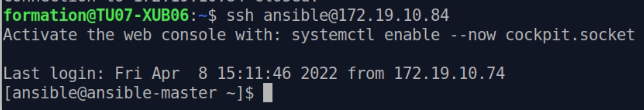 formation@TU07-XUB06:~$ ssh ansible@172.19.10.84
Activate the web console with: systemctl enable --now cockpit.socket
Last login: Fri Apr  8 15:11:46 2022 from 172.19.10.74
[ansible@ansible-master ~]$